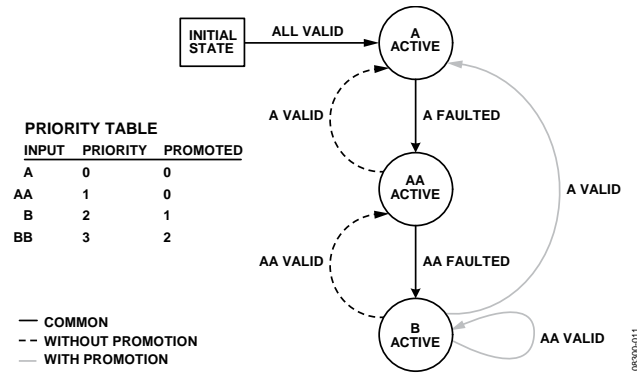 INITIAL
STATE
ALL VALID
A
ACTIVE
A VALID
A FAULTED
PRIORITY TABLE
INPUT PRIORITY PROMOTED
A 0 0
AA 1 0
B 2 1
BB 3 2
AA
ACTIVE
A VALID
AA VALID
AA FAULTED
B
ACTIVE
AA VALID
COMMON
WITHOUT PROMOTION
WITH PROMOTION
08300-011